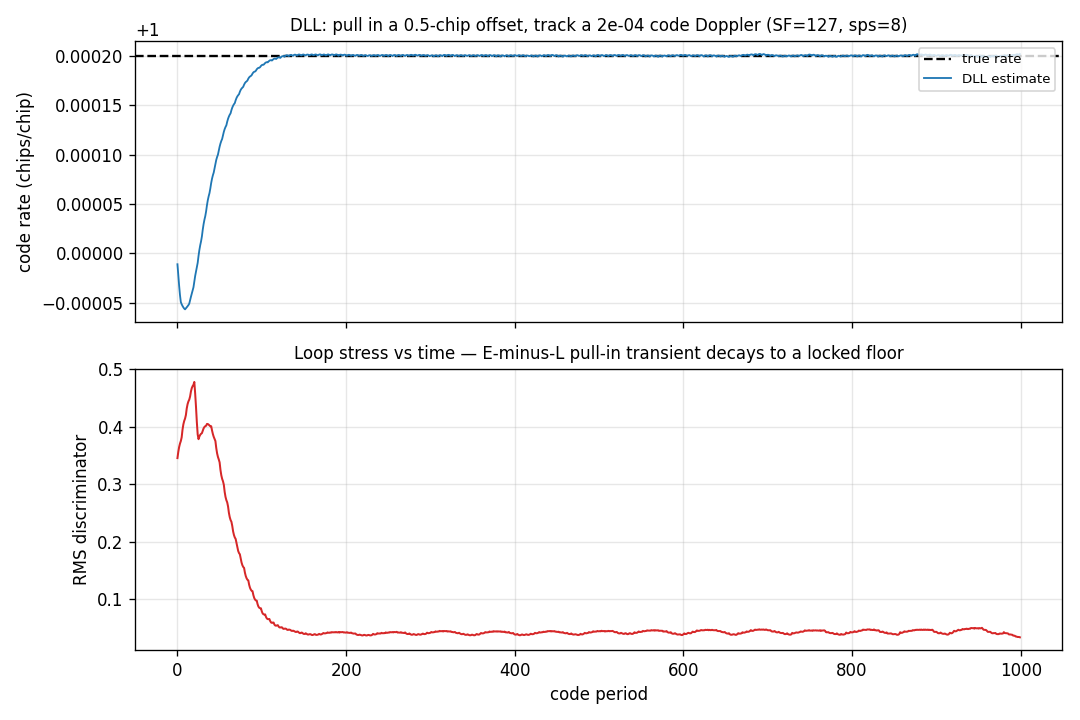 DLL: pull in a 0.5-chip offset, track a 2e-04 code Doppler (SF=127, sps=8)
+1
0.00020
0.00015
0.00010
0.00005
0.00000
−0.00005
code rate (chips/chip)
true rate
DLL estimate
Loop stress vs time — E-minus-L pull-in transient decays to a locked floor
0.5
0.4
0.3
0.2
0.1
RMS discriminator
0 200 400 600 800 1000
code period